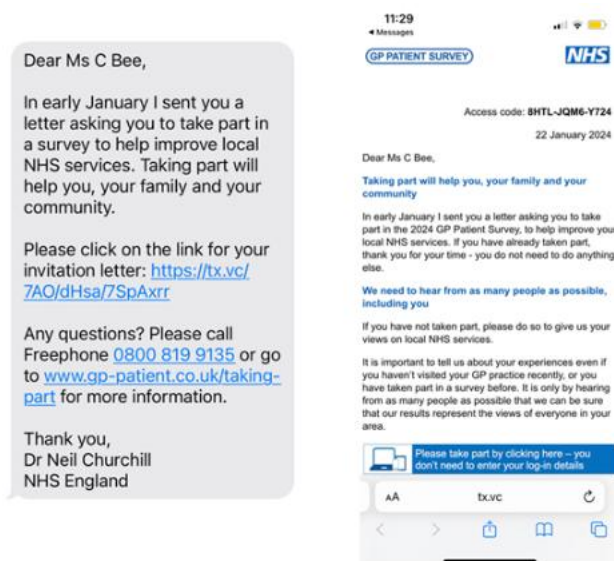 Dear Ms C Bee,
In early January I sent you a
letter asking you to take part in
a survey to help improve local
NHS services. Taking part will
help you, your family and your
community.
Please click on the link for your
invitation letter: https://tx.vc/
7AO/dHsa/7SpAxrr
Any questions? Please call
Freephone 0800 819 9135 or go
to www.gp-patient.co.uk/taking-
part for more information.
Thank you,
Dr Neil Churchill
NHS England
11:29
Messages
GP PATIENT SURVEY
NHS
Access code: 8HTL-JQM6-Y724
22 January 2024
Dear Ms C Bee,
Taking part will help you, your family and your
community
In early January I sent you a letter asking you to take
part in the 2024 GP Patient Survey, to help improve you
local NHS services. If you have already taken part,
thank you for your time - you do not need to do anything
else.
We need to hear from as many people as possible,
including you
If you have not taken part, please do so to give us your
views on local NHS services.
It is important to tell us about your experiences even if
you haven't visited your GP practice recently, or you
have taken part in a survey before. It is only by hearing
from as many people as possible that we can be sure
that our results represent the views of everyone in your
area.
Please take part by clicking here – you
don't need to enter your log-in details
AA
tx.vc